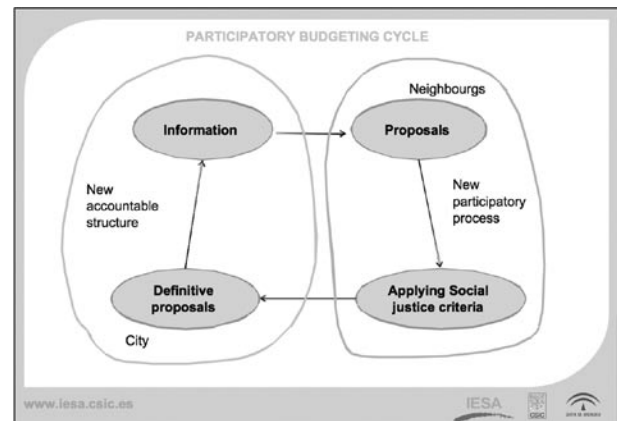 PARTICIPATORY BUDGETING CYCLE
Neighbourgs
Information
Proposals
New
accountable
structure
New
participatory
process
Definitive
proposals
Applying Social
justice criteria
City
www.iesa.csic.es
IESA
CSIC